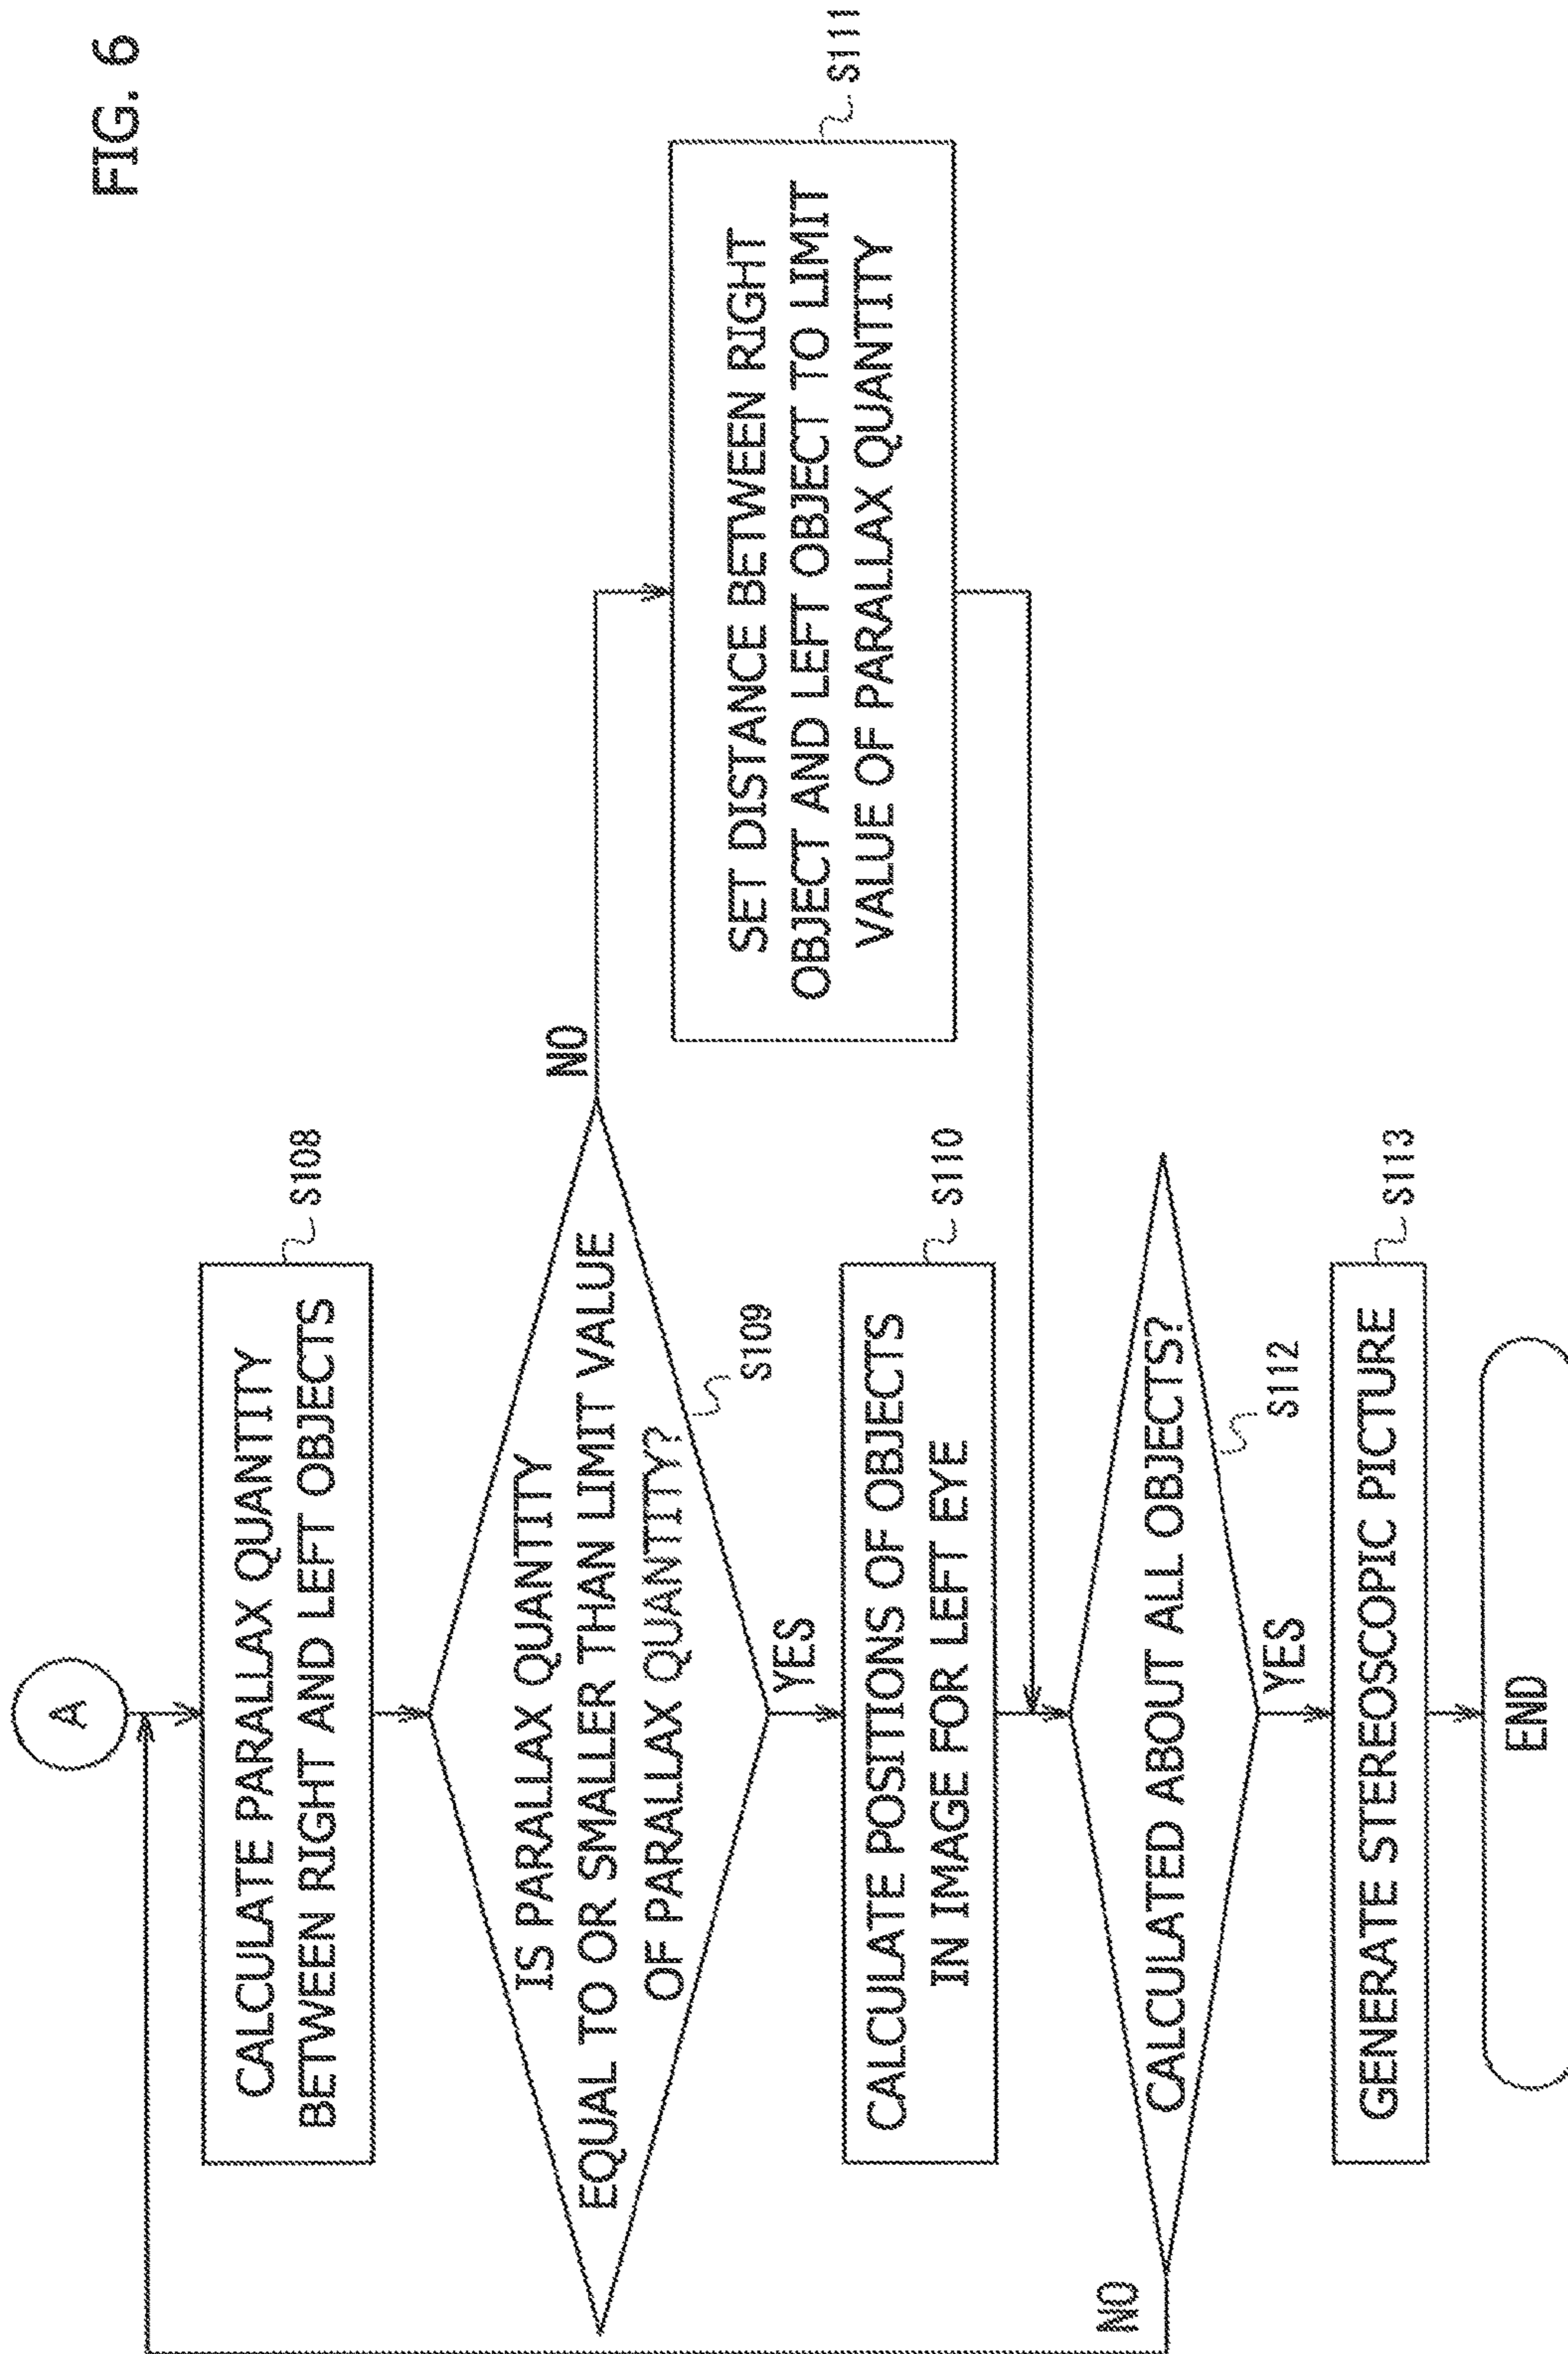 FIG. 6
A
CALCULATE PARALLAX QUANTITY
BETWEEN RIGHT AND LEFT OBJECTS
S108
IS PARALLAX QUANTITY
EQUAL TO OR SMALLER THAN LIMIT VALUE
OF PARALLAX QUANTITY?
S109
NO
YES
SET DISTANCE BETWEEN RIGHT
OBJECT AND LEFT OBJECT TO LIMIT
VALUE OF PARALLAX QUANTITY
S111
CALCULATE POSITIONS OF OBJECTS
IN IMAGE FOR LEFT EYE
S110
CALCULATED ABOUT ALL OBJECTS?
S112
NO
YES
GENERATE STEREOSCOPIC PICTURE
S113
END